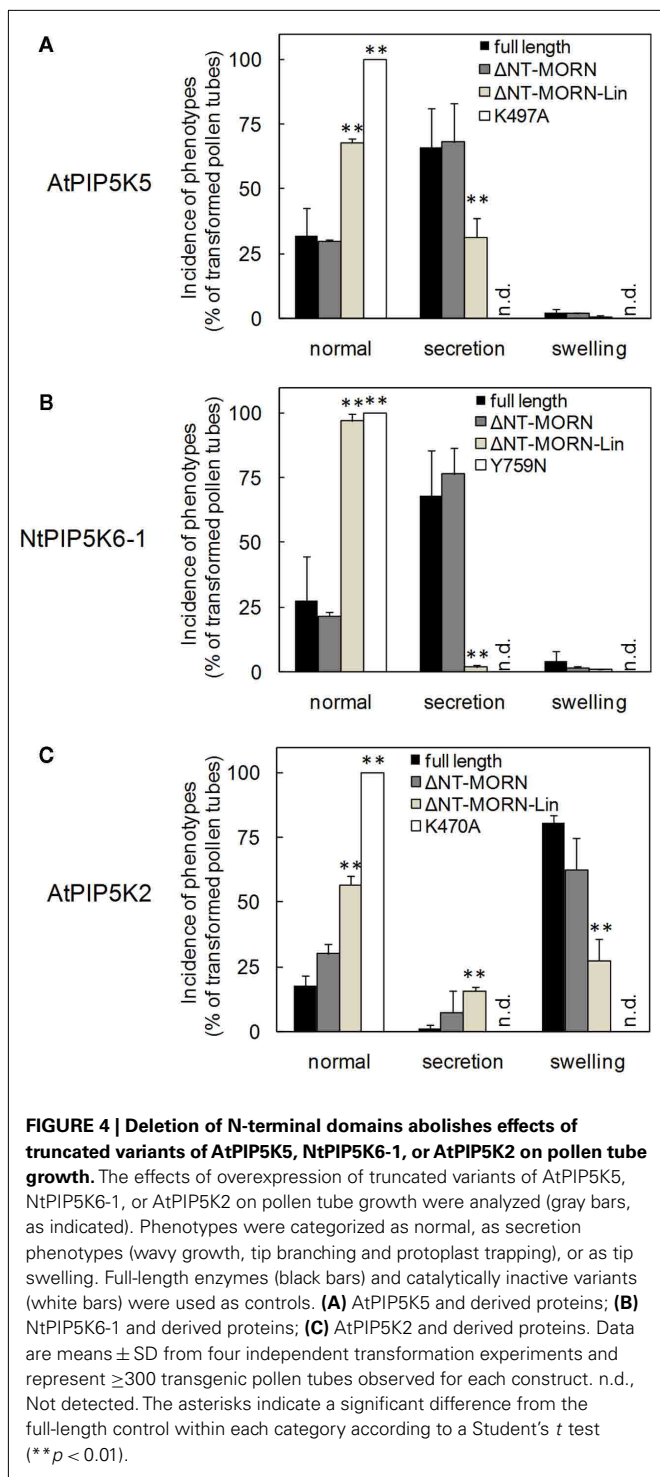 A
AtPIP5K5
Incidence of phenotypes
(% of transformed pollen tubes)
100
75
50
25
0
full length
ΔNT-MORN
ΔNT-MORN-Lin
K497A
**
**
**
n.d.
n.d.
normal
secretion
swelling
B
NtPIP5K6-1
Incidence of phenotypes
(% of transformed pollen tubes)
100
75
50
25
0
full length
ΔNT-MORN
ΔNT-MORN-Lin
Y759N
** **
**
n.d.
n.d.
normal
secretion
swelling
C
AtPIP5K2
Incidence of phenotypes
(% of transformed pollen tubes)
100
75
50
25
0
full length
ΔNT-MORN
ΔNT-MORN-Lin
K470A
**
**
**
**
n.d.
n.d.
normal
secretion
swelling
FIGURE 4 | Deletion of N-terminal domains abolishes effects of
truncated variants of AtPIP5K5, NtPIP5K6-1, or AtPIP5K2 on pollen tube
growth. The effects of overexpression of truncated variants of AtPIP5K5,
NtPIP5K6-1, or AtPIP5K2 on pollen tube growth were analyzed (gray bars,
as indicated). Phenotypes were categorized as normal, as secretion
phenotypes (wavy growth, tip branching and protoplast trapping), or as tip
swelling. Full-length enzymes (black bars) and catalytically inactive variants
(white bars) were used as controls. (A) AtPIP5K5 and derived proteins; (B)
NtPIP5K6-1 and derived proteins; (C) AtPIP5K2 and derived proteins. Data
are means ± SD from four independent transformation experiments and
represent ≥300 transgenic pollen tubes observed for each construct. n.d.,
Not detected. The asterisks indicate a significant difference from the
full-length control within each category according to a Student's t test
(**p < 0.01).